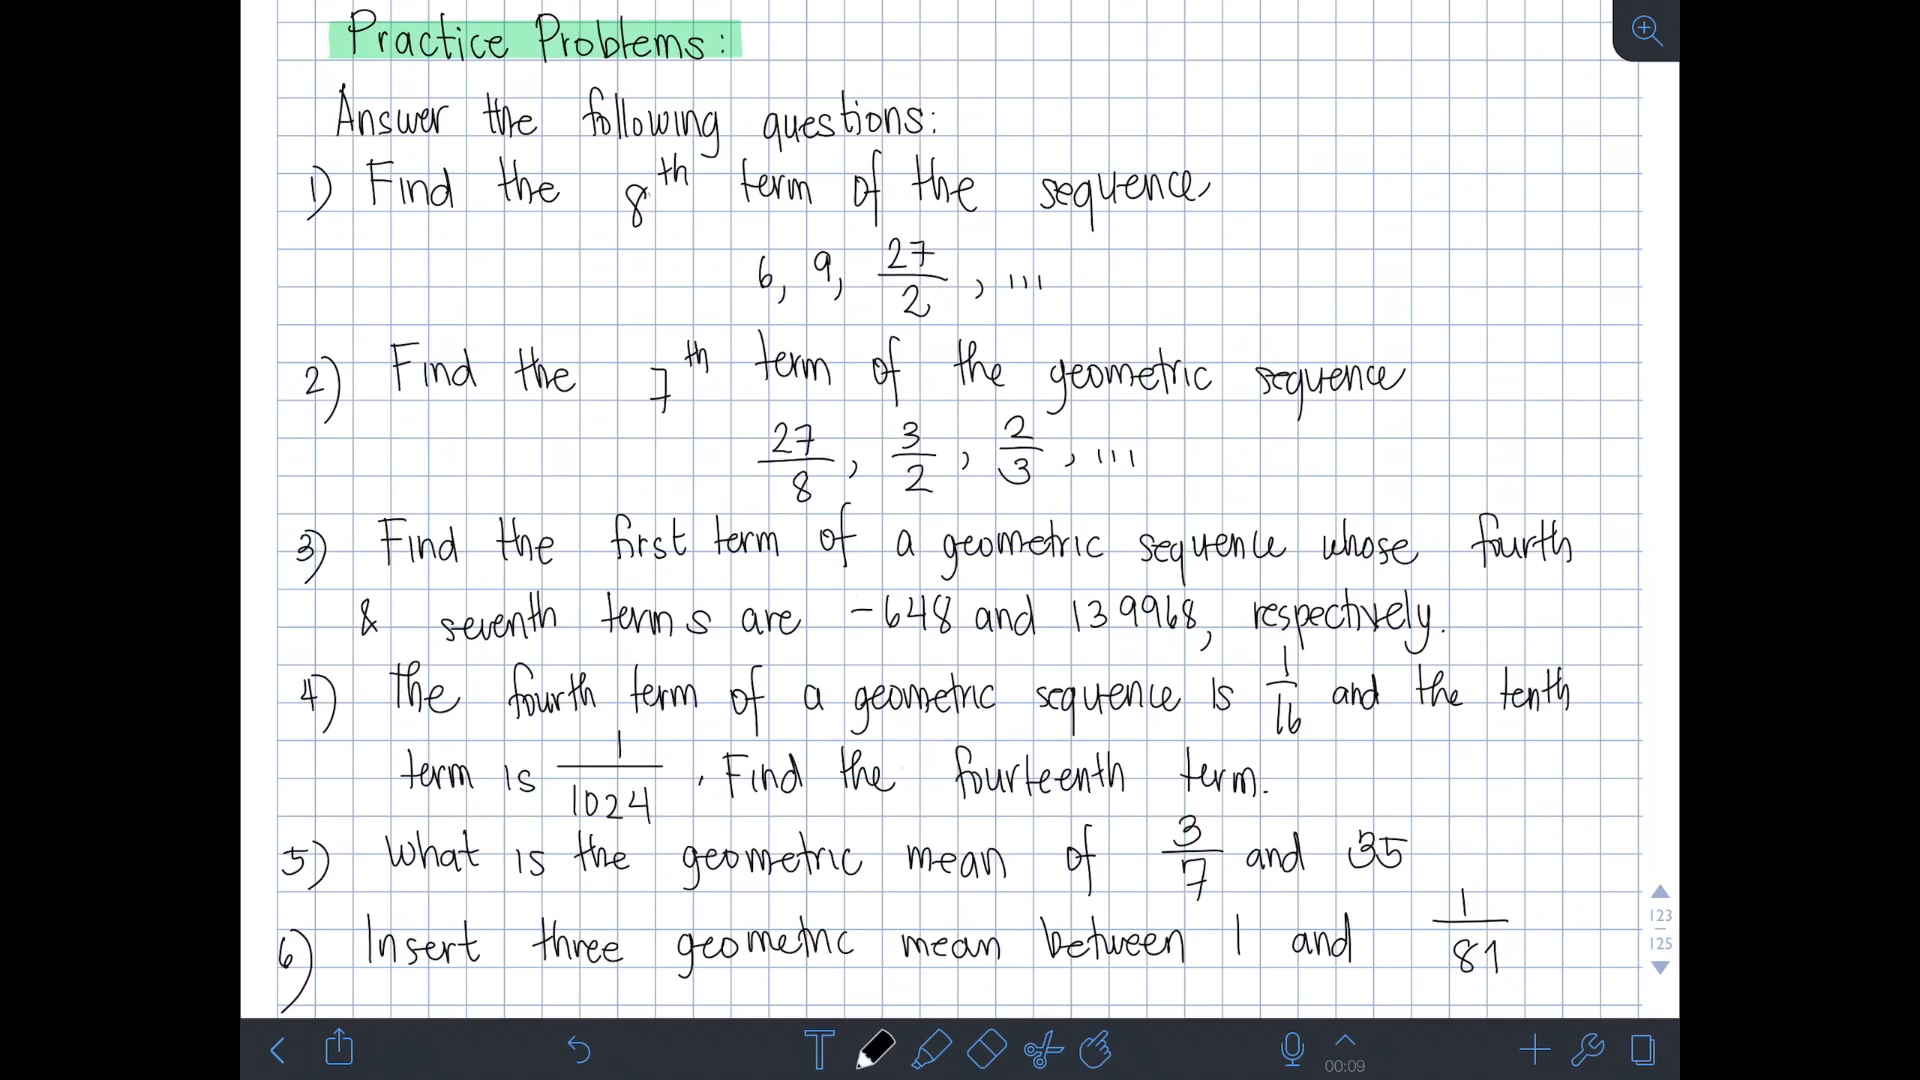 Practice Problems:
Answer the following questions:
1) Find the 8th term of the sequence
6, 9, 27/2, ...
2) Find the 7th term of the geometric sequence
27/8, 3/2, 2/3, ...
3) Find the first term of a geometric sequence whose fourth
& seventh terms are -648 and 139968, respectively.
4) The fourth term of a geometric sequence is 1/16 and the tenth
term is 1/1024. Find the fourteenth term.
5) What is the geometric mean of 3/7 and 35
6) Insert three geometric mean between 1 and 1/81
123
125
T
00:09